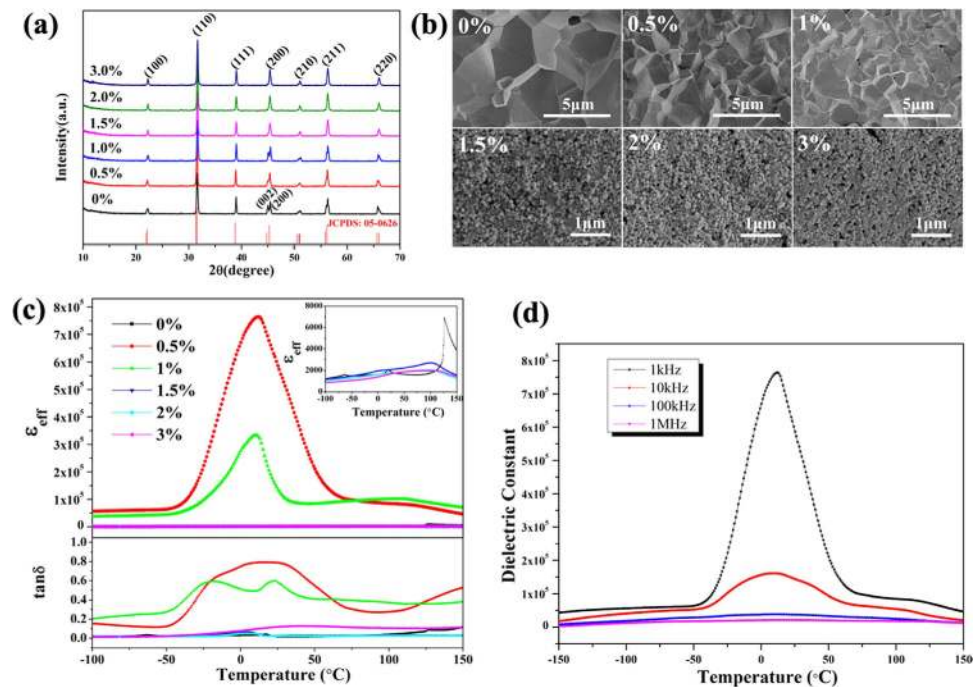 (a)
(110)
(100)
(111)
(200)
(210)
(211)
(220)
3.0%
2.0%
1.5%
1.0%
0.5%
0%
(002)
(200)
JCPDS: 05-0626
Intensity(a.u.)
10 20 30 40 50 60 70
2θ(degree)
(b)
0% 0.5% 1%
5μm 5μm 5μm
1.5% 2% 3%
1μm 1μm 1μm
(c)
8x10⁵
7x10⁵
6x10⁵
5x10⁵
4x10⁵
3x10⁵
2x10⁵
1x10⁵
0
εeff
0%
0.5%
1%
1.5%
2%
3%
8000
6000
4000
2000
0
εeff
-100 -50 0 50 100 150
Temperature (°C)
1.0
0.8
0.6
0.4
0.2
0.0
tanδ
-100 -50 0 50 100 150
Temperature (°C)
(d)
8x10⁵
7x10⁵
6x10⁵
5x10⁵
4x10⁵
3x10⁵
2x10⁵
1x10⁵
0
Dielectric Constant
1kHz
10kHz
100kHz
1MHz
-150 -100 -50 0 50 100 150
Temperature (°C)